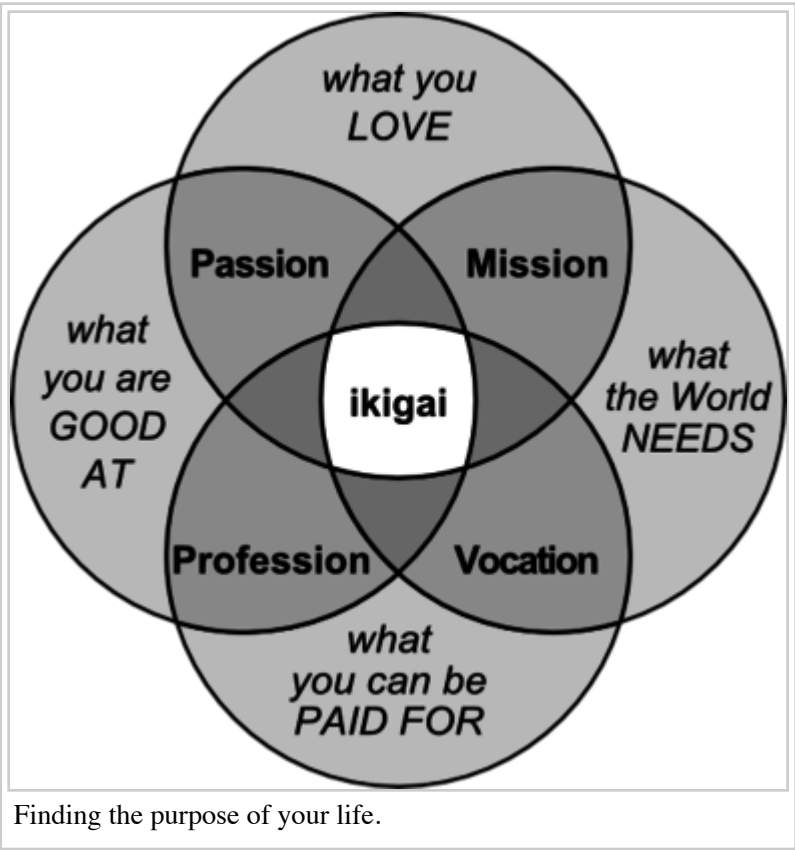 what you
LOVE
Passion
Mission
what
you are
GOOD
AT
ikigai
what
the World
NEEDS
Profession
Vocation
what
you can be
PAID FOR
Finding the purpose of your life.